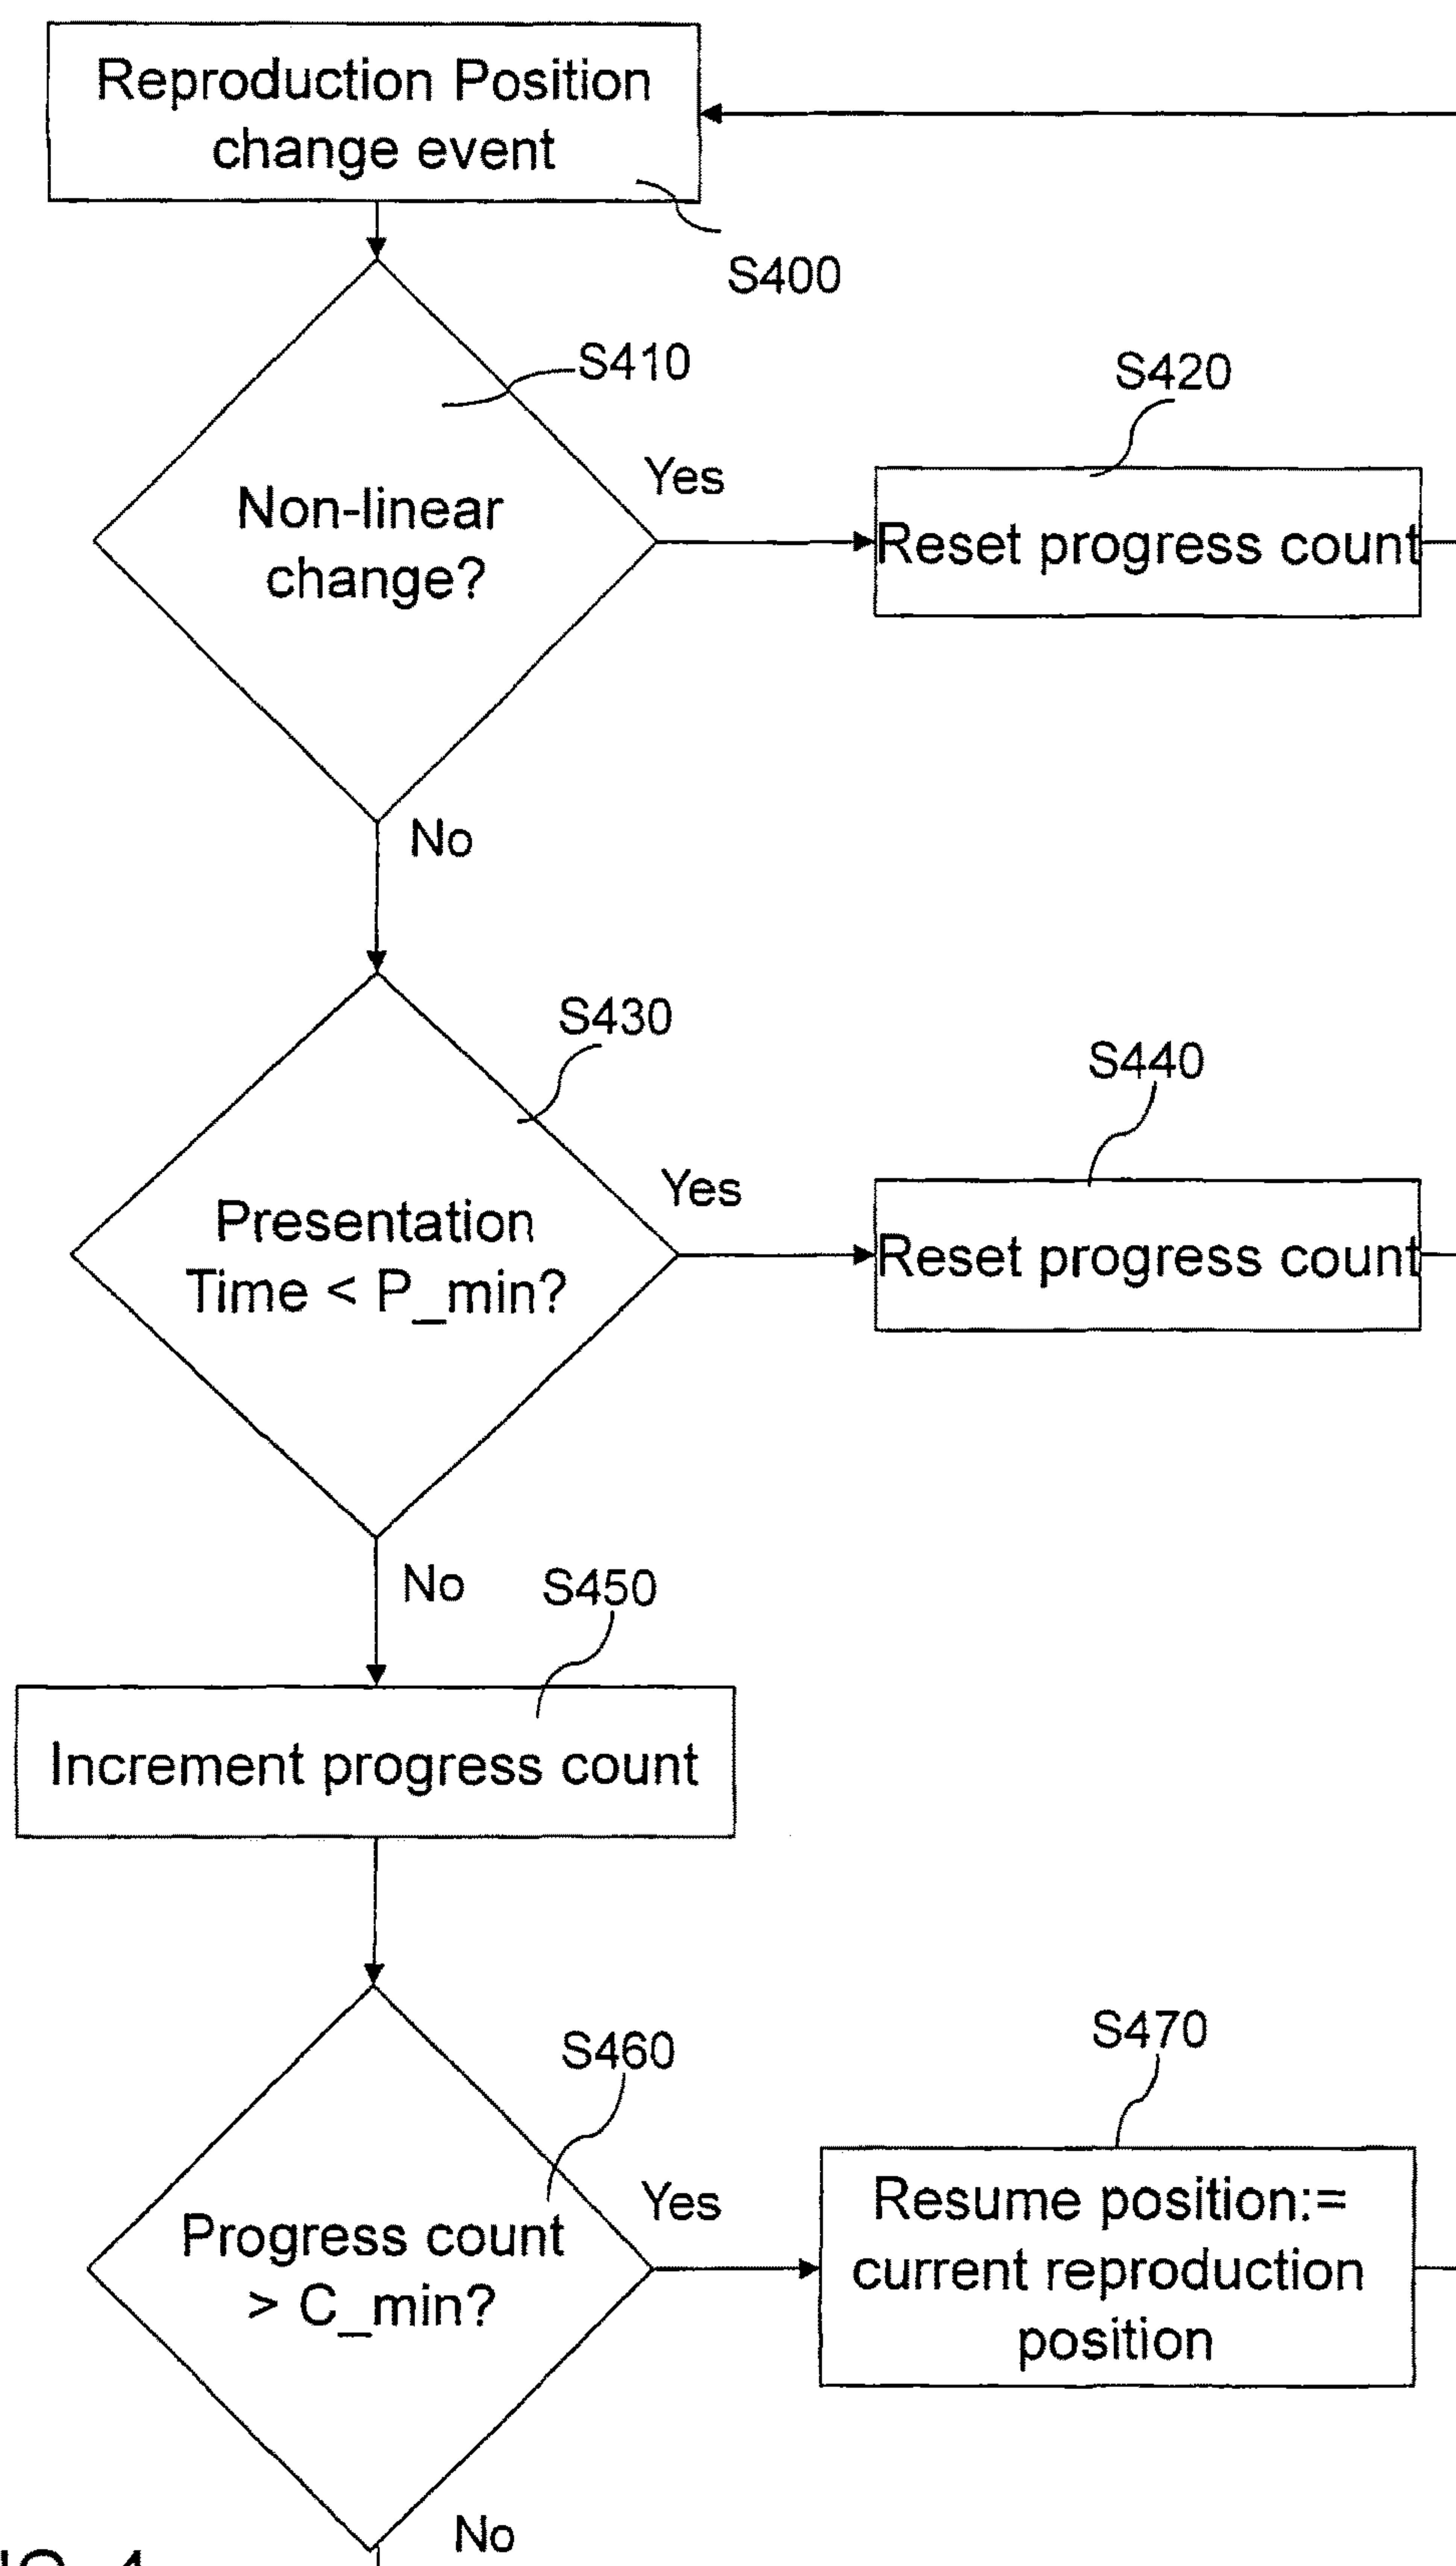 Reproduction Position
change event
S400
S410
Non-linear
change?
Yes
S420
Reset progress count
No
S430
Presentation
Time < P_min?
Yes
S440
Reset progress count
No
S450
Increment progress count
S460
Progress count
> C_min?
Yes
S470
Resume position:=
current reproduction
position
No